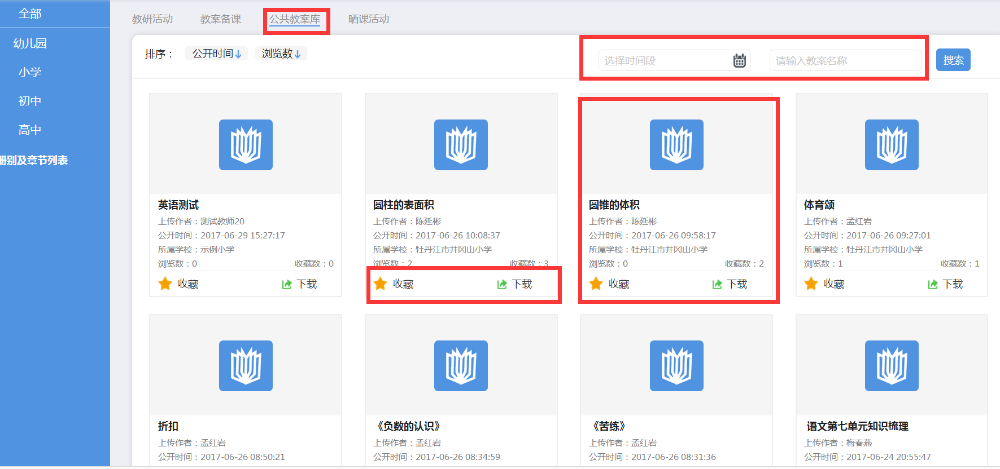 全部
幼儿园
小学
初中
高中
册别及章节列表
教研活动 教案备课 公共教案库 晒课活动
排序： 公开时间↓ 浏览数↓ 选择时间段 请输入教案名称 搜索
英语测试
上传作者：测试教师20
公开时间：2017-06-29 15:27:17
所属学校：示例小学
浏览数：0 收藏数：0
收藏 下载
圆柱的表面积
上传作者：陈延彬
公开时间：2017-06-26 10:08:37
所属学校：牡丹江市井冈山小学
浏览数：2 收藏数：3
收藏 下载
圆锥的体积
上传作者：陈延彬
公开时间：2017-06-26 09:58:17
所属学校：牡丹江市井冈山小学
浏览数：0 收藏数：2
收藏 下载
体育颂
上传作者：孟红岩
公开时间：2017-06-26 09:27:01
所属学校：牡丹江市井冈山小学
浏览数：1 收藏数：1
收藏 下载
折扣
上传作者：孟红岩
公开时间：2017-06-26 08:50:21
《负数的认识》
上传作者：孟红岩
公开时间：2017-06-26 08:34:59
《苦练》
上传作者：孟红岩
公开时间：2017-06-26 08:31:36
语文第七单元知识梳理
上传作者：梅春燕
公开时间：2017-06-24 20:55:47